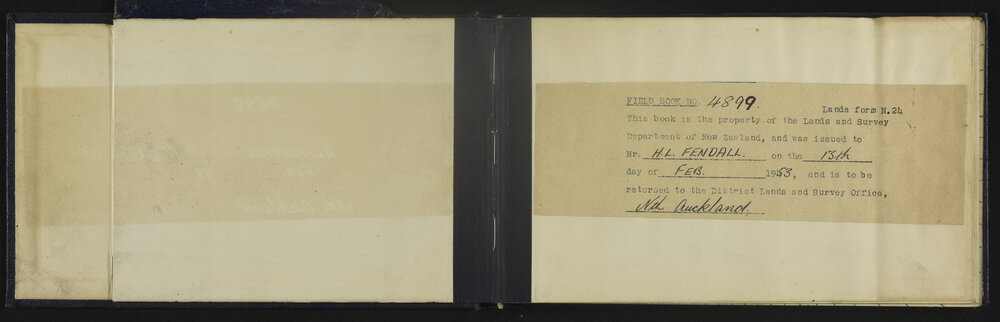 FIELD BOOK NO. 4899.
Lands form N.24
This book is the property of the Lands and Survey
Department of New Zealand, and was issued to
Mr. H.L. FENDALL. on the 13th
day of FEB. 1953, and is to be
returned to the District Lands and Survey Office,
Nth Auckland.